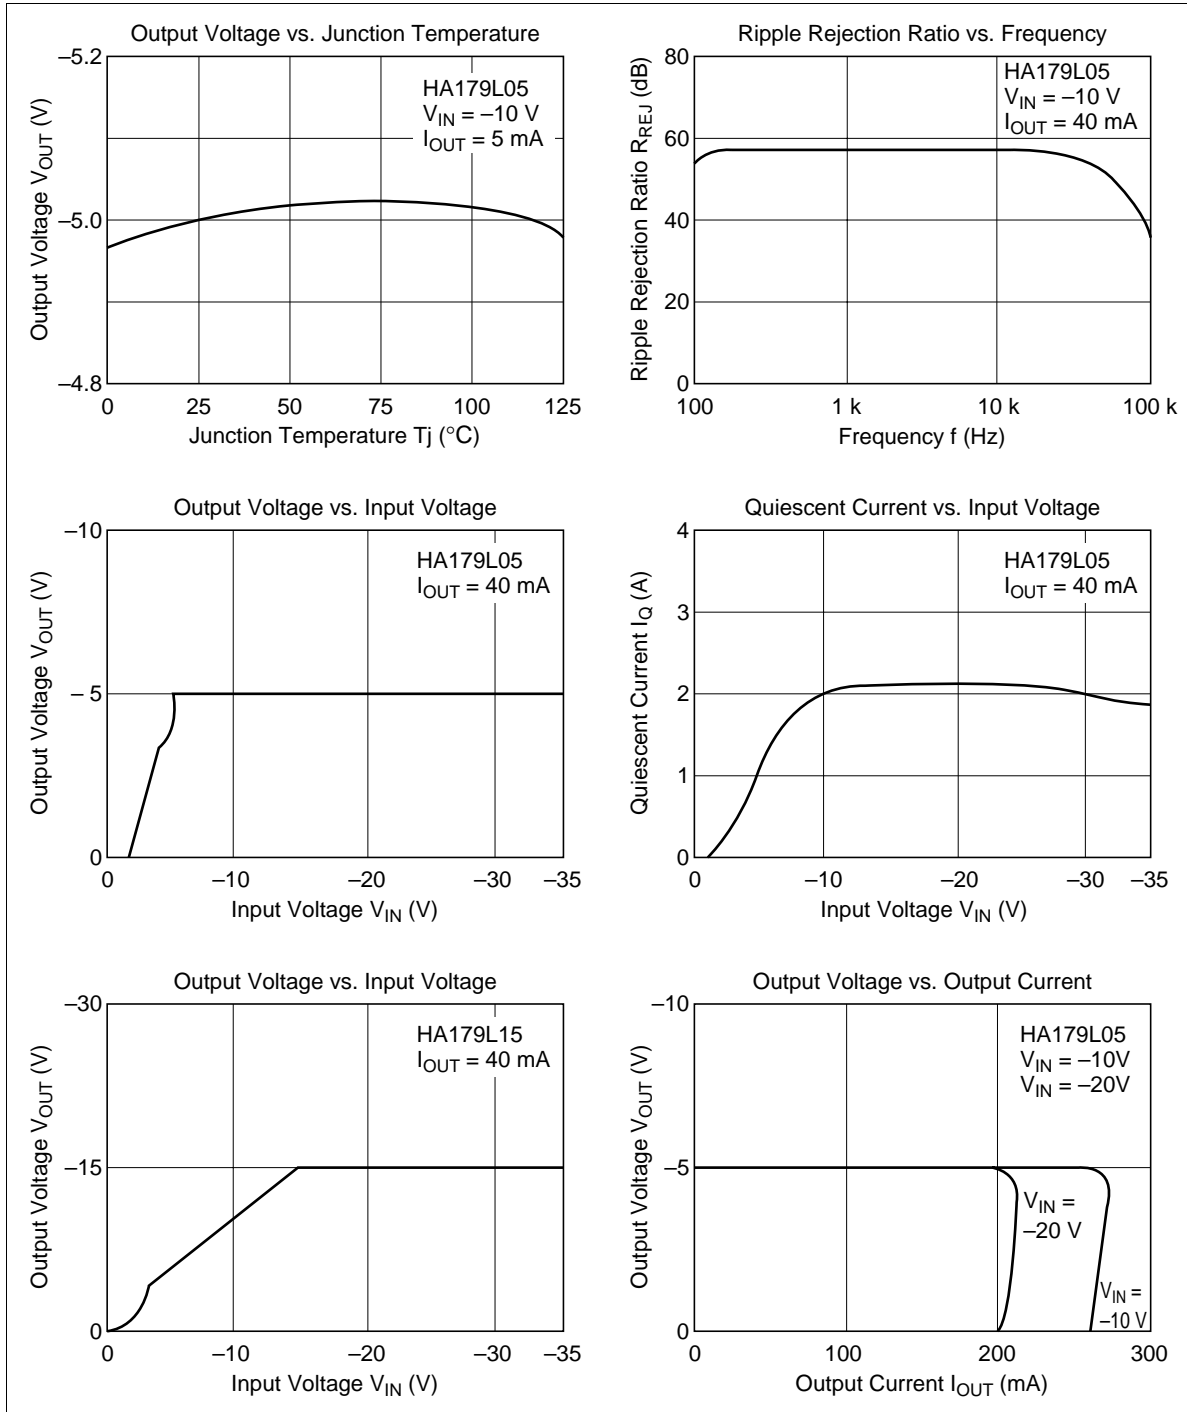 Output Voltage vs. Junction Temperature
–5.2
–5.0
–4.8
Output Voltage VOUT (V)
HA179L05
VIN = –10 V
IOUT = 5 mA
0 25 50 75 100 125
Junction Temperature Tj (°C)
Ripple Rejection Ratio vs. Frequency
80
60
40
20
0
Ripple Rejection Ratio RREJ (dB)
HA179L05
VIN = –10 V
IOUT = 40 mA
100 1 k 10 k 100 k
Frequency f (Hz)
Output Voltage vs. Input Voltage
–10
– 5
0
Output Voltage VOUT (V)
HA179L05
IOUT = 40 mA
0 –10 –20 –30 –35
Input Voltage VIN (V)
Quiescent Current vs. Input Voltage
4
3
2
1
0
Quiescent Current IQ (A)
HA179L05
IOUT = 40 mA
0 –10 –20 –30 –35
Input Voltage VIN (V)
Output Voltage vs. Input Voltage
–30
–15
0
Output Voltage VOUT (V)
HA179L15
IOUT = 40 mA
0 –10 –20 –30 –35
Input Voltage VIN (V)
Output Voltage vs. Output Current
–10
–5
0
Output Voltage VOUT (V)
HA179L05
VIN = –10V
VIN = –20V
VIN =
–20 V
VIN =
–10 V
0 100 200 300
Output Current IOUT (mA)